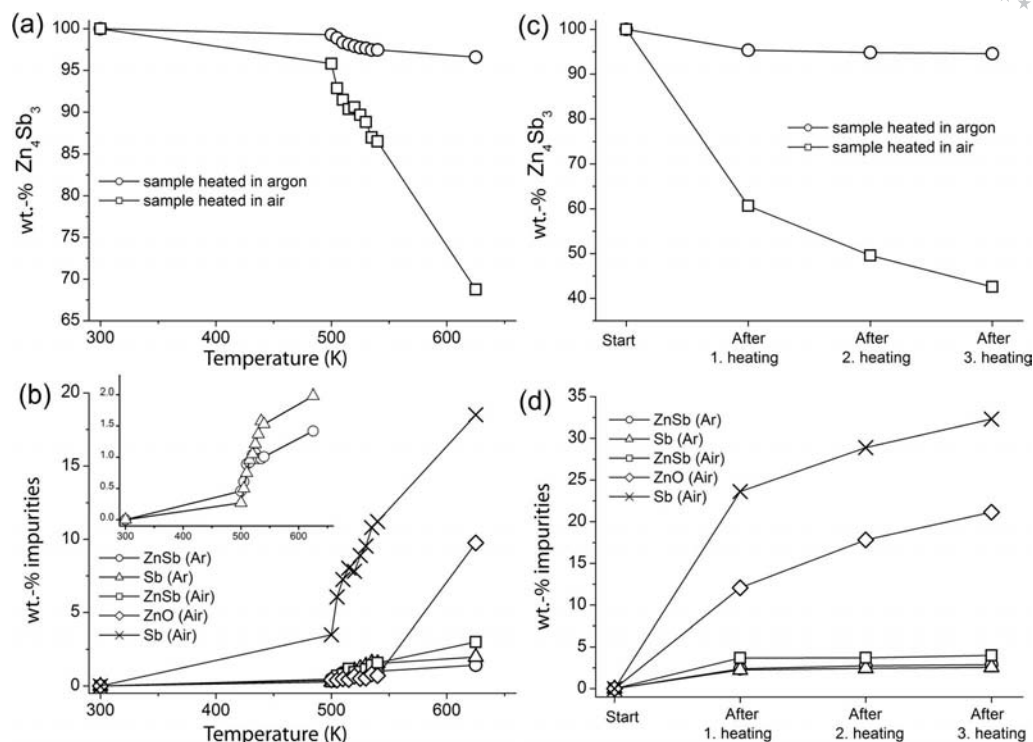 (a)
100
95
90
85
80
75
70
65
wt.-% Zn₄Sb₃
sample heated in argon
sample heated in air
300
400
500
600
Temperature (K)
(c)
100
90
80
70
60
50
40
wt.-% Zn₄Sb₃
sample heated in argon
sample heated in air
Start
After
1. heating
After
2. heating
After
3. heating
(b)
20
15
10
5
0
wt.-% impurities
2.0
1.5
1.0
0.5
0.0
300
400
500
600
ZnSb (Ar)
Sb (Ar)
ZnSb (Air)
ZnO (Air)
Sb (Air)
300
400
500
600
Temperature (K)
(d)
35
30
25
20
15
10
5
0
wt.-% impurities
ZnSb (Ar)
Sb (Ar)
ZnSb (Air)
ZnO (Air)
Sb (Air)
Start
After
1. heating
After
2. heating
After
3. heating